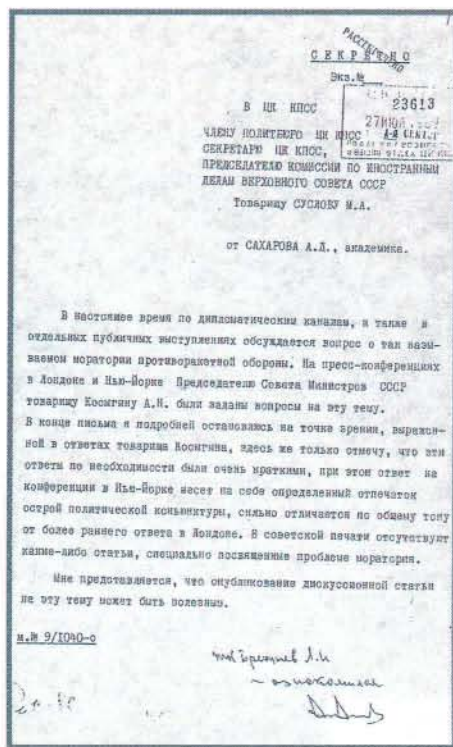 РАССЕКРЕЧЕНО
СЕКРЕТНО
Экз.№
23613
27 ИЮЛ.
В ЦК КПСС
ЧЛЕНУ ПОЛИТБЮРО ЦК КПСС
СЕКРЕТАРЮ ЦК КПСС,
ПРЕДСЕДАТЕЛЮ КОМИССИИ ПО ИНОСТРАННЫМ
ДЕЛАМ ВЕРХОВНОГО СОВЕТА СССР
Товарищу СУСЛОВУ М.А.
от САХАРОВА А.Д., академика.
В настоящее время по дипломатическим каналам, а также в
отдельных публичных выступлениях обсуждается вопрос о так назы-
ваемом моратории противоракетной обороны. На пресс-конференциях
в Лондоне и Нью-Йорке Председателю Совета Министров СССР
товарищу Косыгину А.Н. были заданы вопросы на эту тему.
В конце письма я подробней остановлюсь на точке зрения, выражен-
ной в ответах товарища Косыгина, здесь же только отмечу, что эти
ответы по необходимости были очень краткими, при этом ответ на
конференции в Нью-Йорке несет на себе определенный отпечаток
острой политической конъюнктуры, сильно отличается по общему тону
от более раннего ответа в Лондоне. В советской печати отсутствуют
какие-либо статьи, специально посвященные проблеме моратория.
Мне представляется, что опубликование дискуссионной статьи
на эту тему может быть полезным.
м.№ 9/1040-с
тов Брежнев Л.И
ознакомился